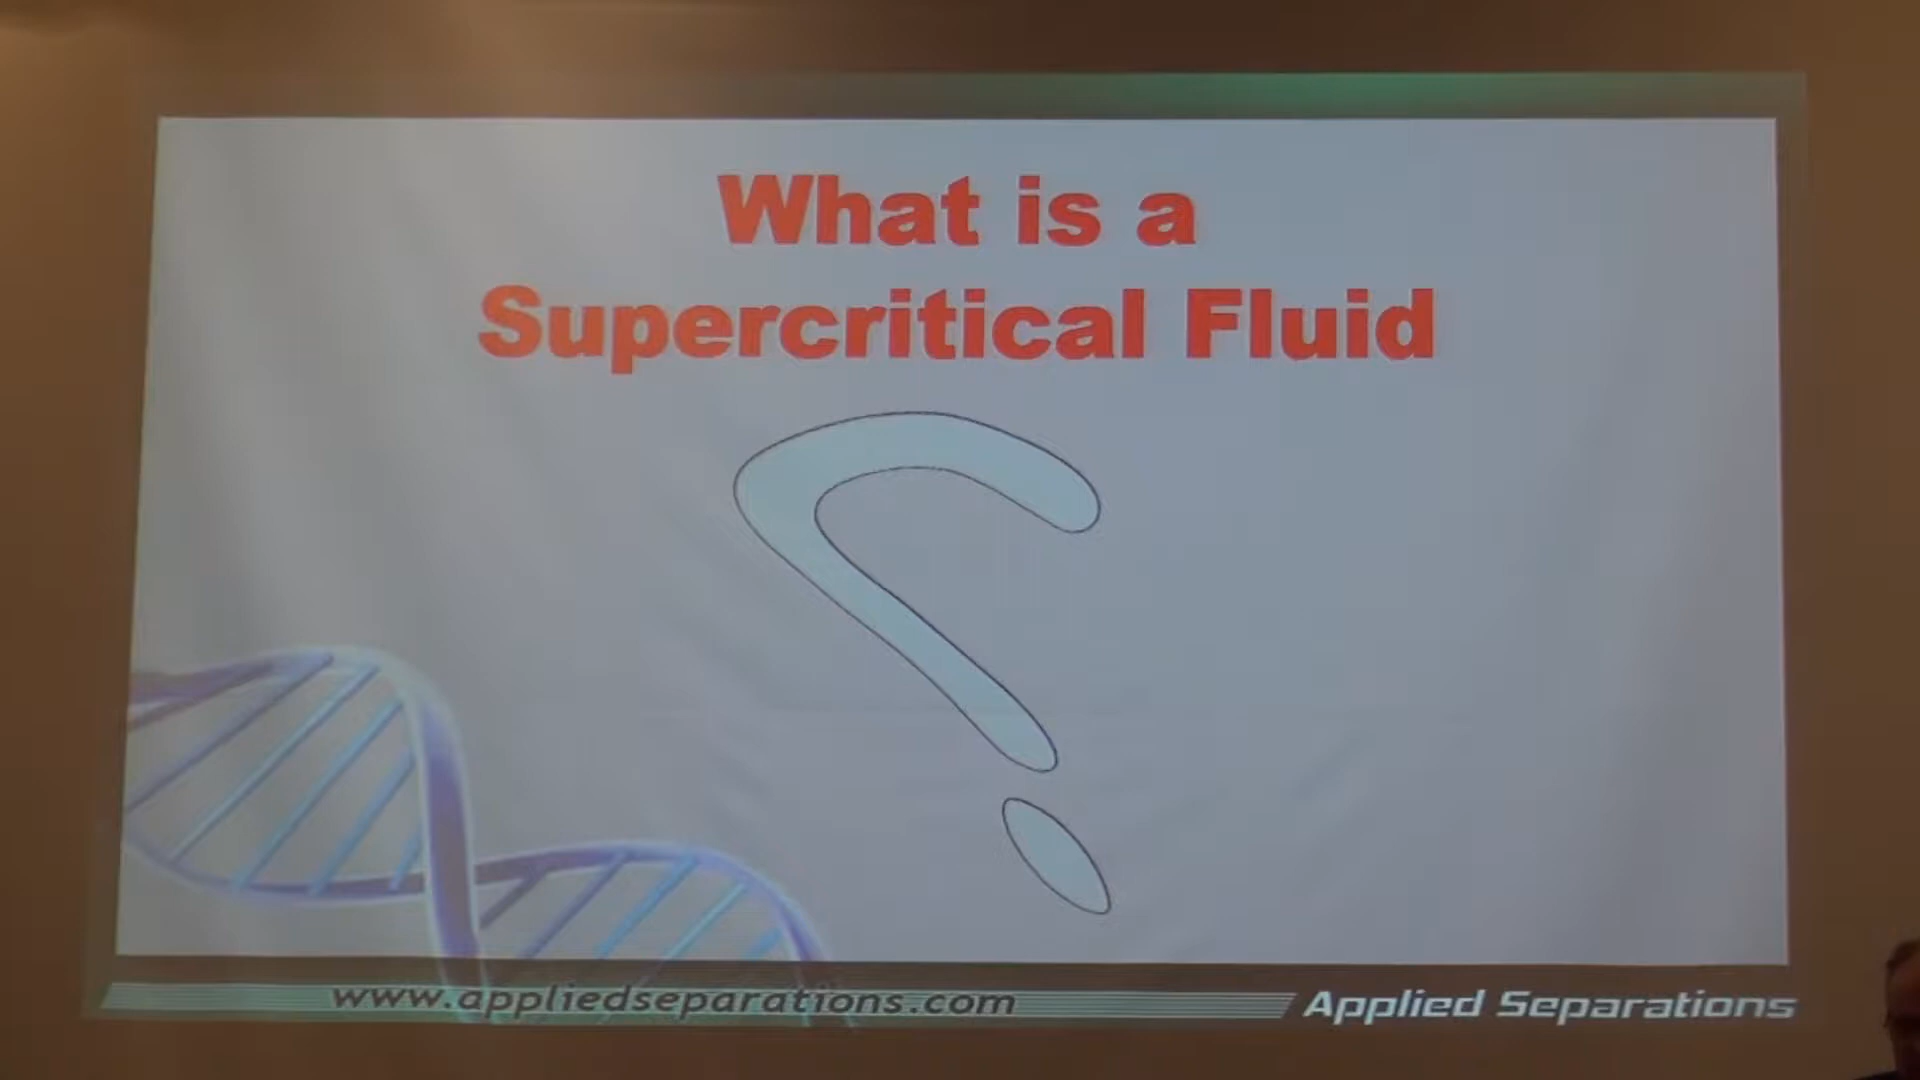 What is a
Supercritical Fluid
?
www.appliedseparations.com
Applied Separations